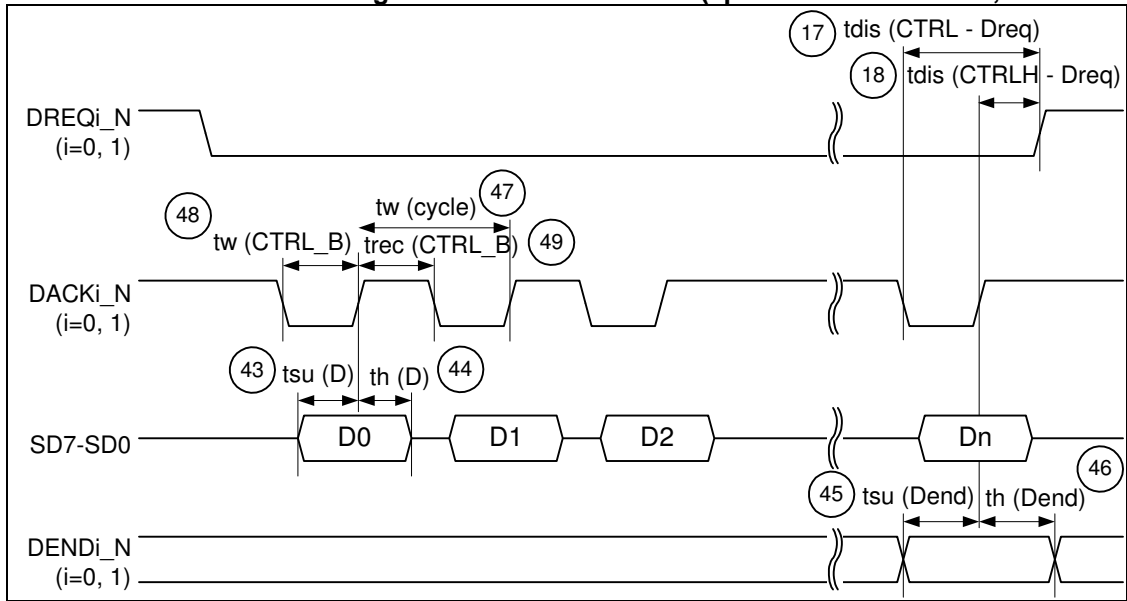 17 tdis (CTRL - Dreq)
18 tdis (CTRLH - Dreq)
DREQi_N
(i=0, 1)
47
48 tw (cycle)
tw (CTRL_B) trec (CTRL_B) 49
DACKi_N
(i=0, 1)
43 tsu (D) th (D) 44
SD7-SD0 D0 D1 D2 Dn
46
45 tsu (Dend) th (Dend)
DENDi_N
(i=0, 1)